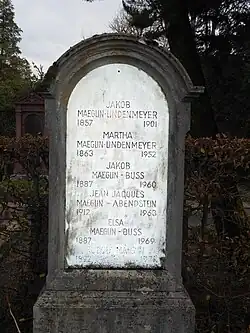 JAKOB
MAEGLIN-LINDENMEYER
1857 1901
MARTHA
MAEGLIN-LINDENMEYER
1863 1952
JAKOB
MAEGLIN-BUSS
1887 1960
JEAN JACQUES
MAEGLIN-ABENDSTEIN
1912 1963
ELSA
MAEGLIN-BUSS
1887 1969